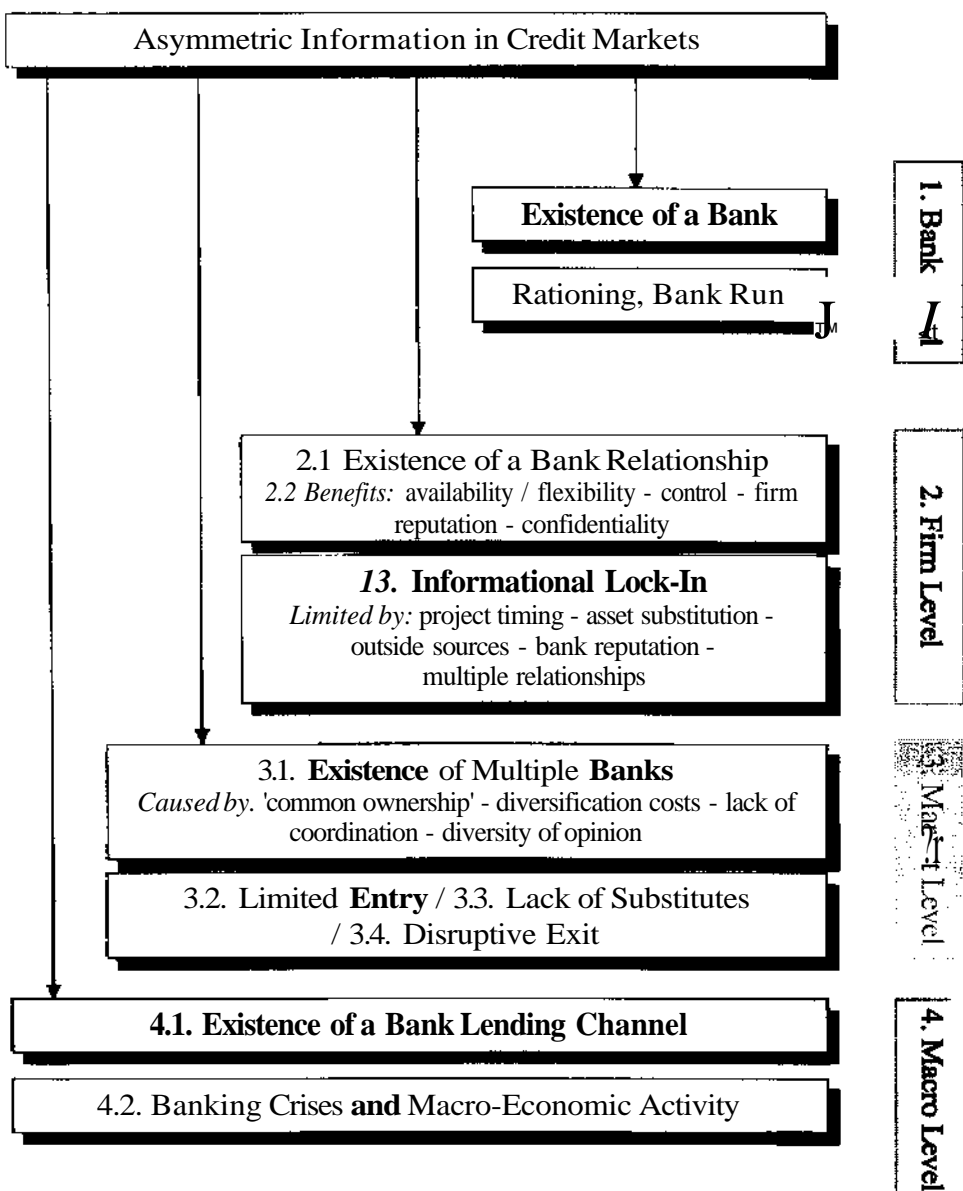 Asymmetric Information in Credit Markets
Existence of a Bank
Rationing, Bank Run
J
TM
1. Bank
2.1 Existence of a Bank Relationship
2.2 Benefits: availability / flexibility - control - firm
reputation - confidentiality
13. Informational Lock-In
Limited by: project timing - asset substitution -
outside sources - bank reputation -
multiple relationships
2. Firm Level
3.1. Existence of Multiple Banks
Caused by. 'common ownership' - diversification costs - lack of
coordination - diversity of opinion
3.2. Limited Entry / 3.3. Lack of Substitutes
/ 3.4. Disruptive Exit
3. Level
4.1. Existence of a Bank Lending Channel
4.2. Banking Crises and Macro-Economic Activity
4. Macro Level